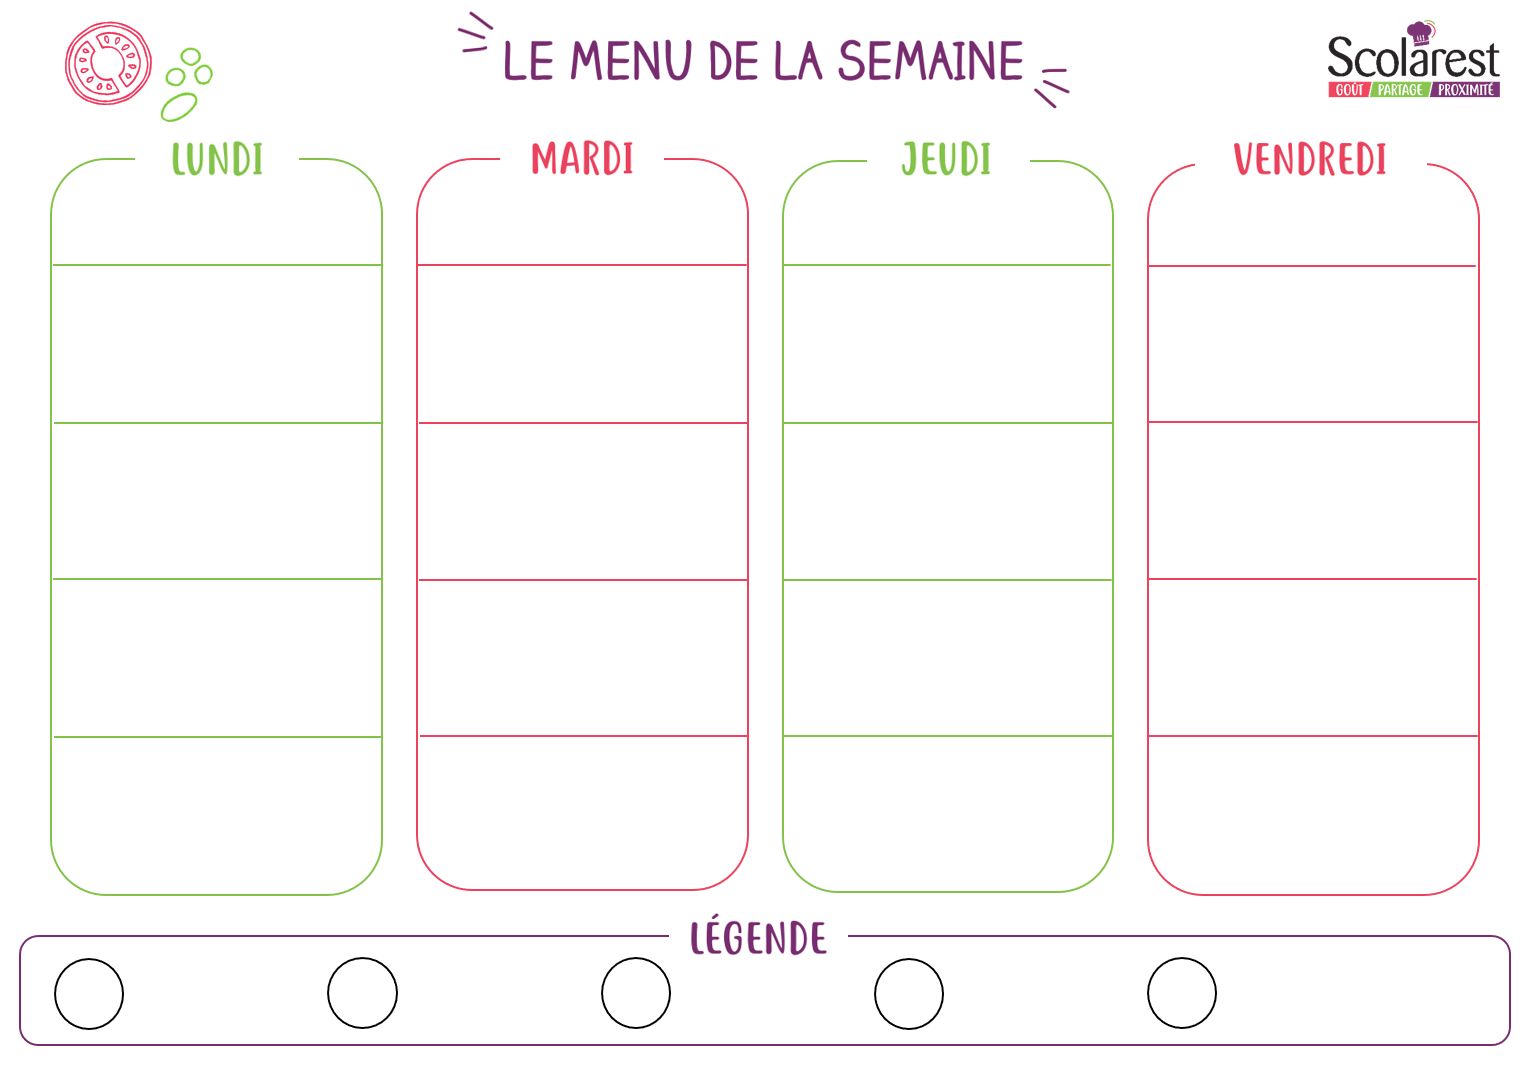 LE MENU DE LA SEMAINE
Scolarest
GOÛT PARTAGE PROXIMITÉ
LUNDI
MARDI
JEUDI
VENDREDI
LÉGENDE